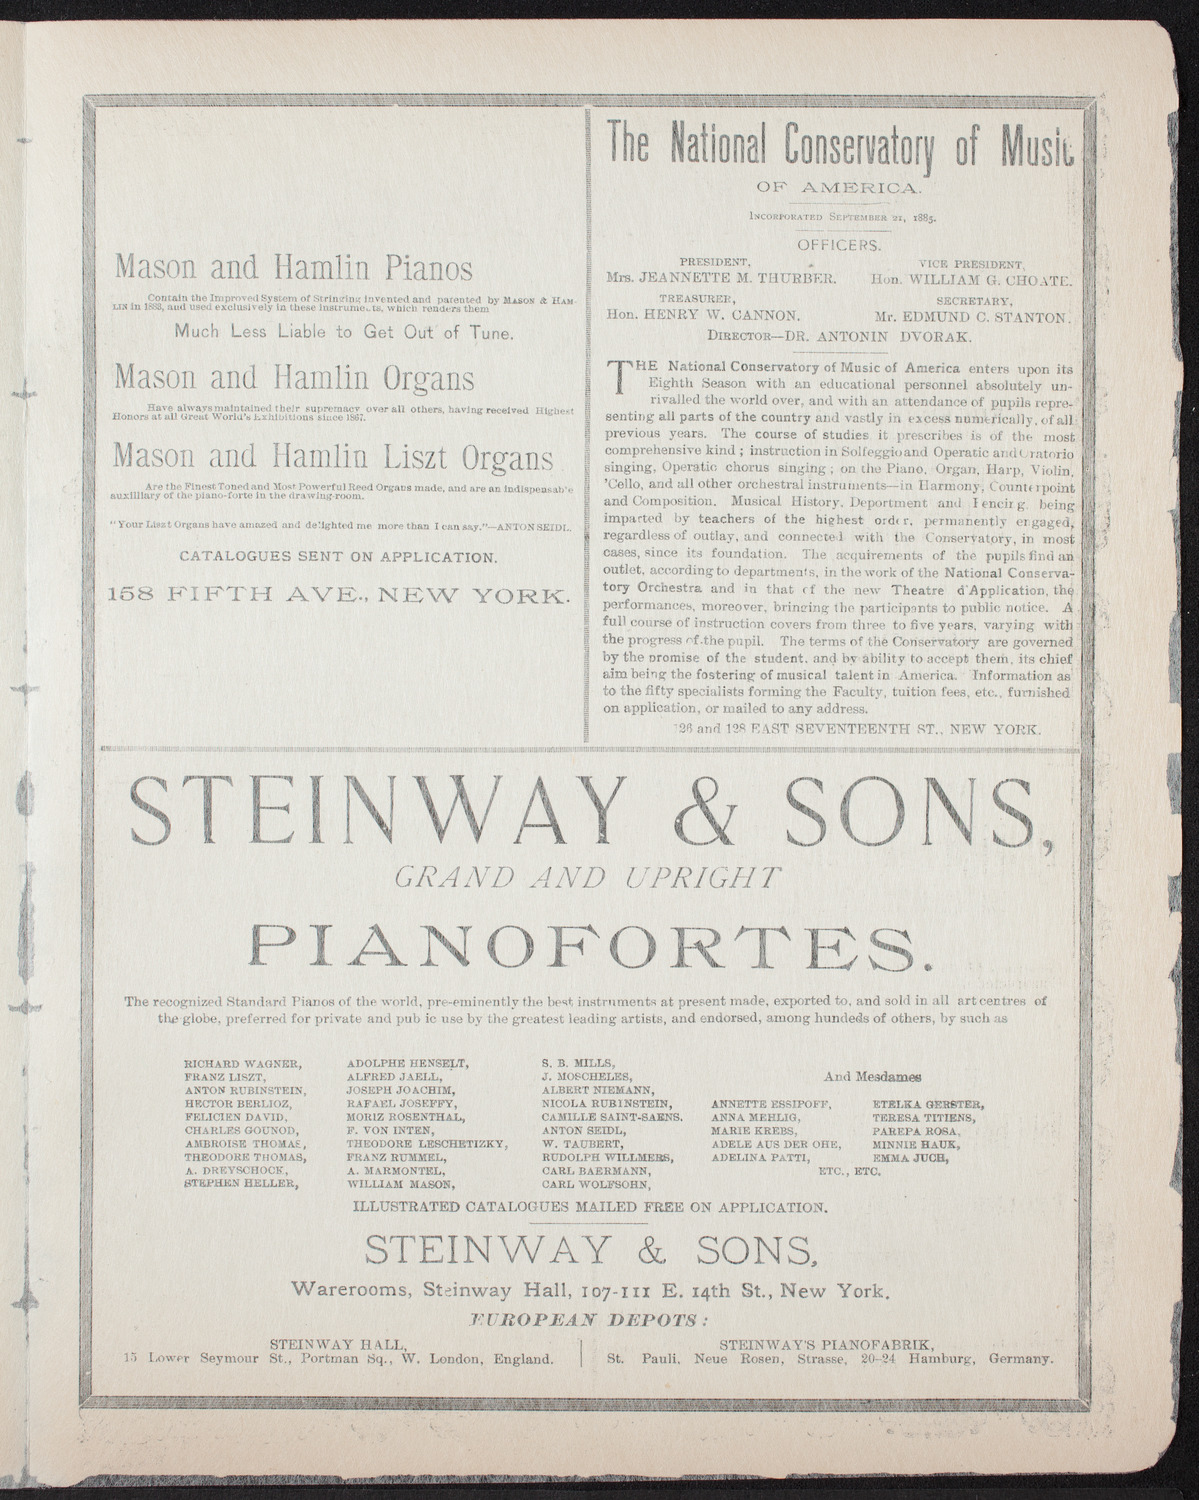 Mason and Hamlin Pianos
Contain the Improved System of Stringing invented and patented by MASON & HAM-
LIN in 1883, and used exclusively in these instruments, which renders them
Much Less Liable to Get Out of Tune.
Mason and Hamlin Organs
Have always maintained their supremacy over all others, having received Highest
Honors at all Great World's Exhibitions since 1867.
Mason and Hamlin Liszt Organs
Are the Finest Toned and Most Powerful Reed Organs made, and are an indispensable
auxilliary of the piano-forte in the drawing-room.
"Your Liszt Organs have amazed and delighted me more than I can say."—ANTON SEIDL.
CATALOGUES SENT ON APPLICATION.
158 FIFTH AVE., NEW YORK.
The National Conservatory of Music
OF AMERICA.
INCORPORATED SEPTEMBER 21, 1885.
OFFICERS.
PRESIDENT, VICE PRESIDENT,
Mrs. JEANNETTE M. THURBER. Hon. WILLIAM G. CHOATE.
TREASURER, SECRETARY,
Hon. HENRY W. CANNON. Mr. EDMUND C. STANTON.
DIRECTOR—DR. ANTONIN DVORAK.
THE National Conservatory of Music of America enters upon its
Eighth Season with an educational personnel absolutely un-
rivalled the world over, and with an attendance of pupils repre-
senting all parts of the country and vastly in excess numerically, of all
previous years. The course of studies it prescribes is of the most
comprehensive kind; instruction in Solfeggio and Operatic and Oratorio
singing, Operatic chorus singing; on the Piano, Organ, Harp, Violin,
'Cello, and all other orchestral instruments—in Harmony, Counterpoint
and Composition. Musical History, Deportment and Fencing being
imparted by teachers of the highest order, permanently engaged,
regardless of outlay, and connected with the Conservatory, in most
cases, since its foundation. The acquirements of the pupils find an
outlet, according to departments, in the work of the National Conserva-
tory Orchestra and in that of the new Theatre d'Application, the
performances, moreover, bringing the participants to public notice. A
full course of instruction covers from three to five years, varying with
the progress of the pupil. The terms of the Conservatory are governed
by the promise of the student, and by ability to accept them, its chief
aim being the fostering of musical talent in America. Information as
to the fifty specialists forming the Faculty, tuition fees, etc., furnished
on application, or mailed to any address.
126 and 128 EAST SEVENTEENTH ST., NEW YORK.
STEINWAY & SONS,
GRAND AND UPRIGHT
PIANOFORTES.
The recognized Standard Pianos of the world, pre-eminently the best instruments at present made, exported to, and sold in all art centres of
the globe, preferred for private and pub ic use by the greatest leading artists, and endorsed, among hundeds of others, by such as
RICHARD WAGNER,
FRANZ LISZT,
ANTON RUBINSTEIN,
HECTOR BERLIOZ,
FELICIEN DAVID,
CHARLES GOUNOD,
AMBROISE THOMAS,
THEODORE THOMAS,
A. DREYSCHOCK,
STEPHEN HELLER,
ADOLPHE HENSELT,
ALFRED JAELL,
JOSEPH JOACHIM,
RAFAEL JOSEFFY,
MORIZ ROSENTHAL,
F. VON INTEN,
THEODORE LESCHETIZKY,
FRANZ RUMMEL,
A. MARMONTEL,
WILLIAM MASON,
S. B. MILLS,
J. MOSCHELES,
ALBERT NIEMANN,
NICOLA RUBINSTEIN,
CAMILLE SAINT-SAENS.
ANTON SEIDL,
W. TAUBERT,
RUDOLPH WILLMERS,
CARL BAERMANN,
CARL WOLFSOHN,
And Mesdames
ANNETTE ESSIPOFF,
ANNA MEHLIG,
MARIE KREBS,
ADELE AUS DER OHE,
ADELINA PATTI,
ETELKA GERSTER,
TERESA TITIENS,
PAREPA ROSA,
MINNIE HAUK,
EMMA JUCH,
ETC., ETC.
ILLUSTRATED CATALOGUES MAILED FREE ON APPLICATION.
STEINWAY & SONS,
Warerooms, Steinway Hall, 107-111 E. 14th St., New York.
EUROPEAN DEPOTS:
STEINWAY HALL,
15 Lower Seymour St., Portman Sq., W. London, England.
STEINWAY'S PIANOFABRIK,
St. Pauli, Neue Rosen, Strasse, 20-24 Hamburg, Germany.